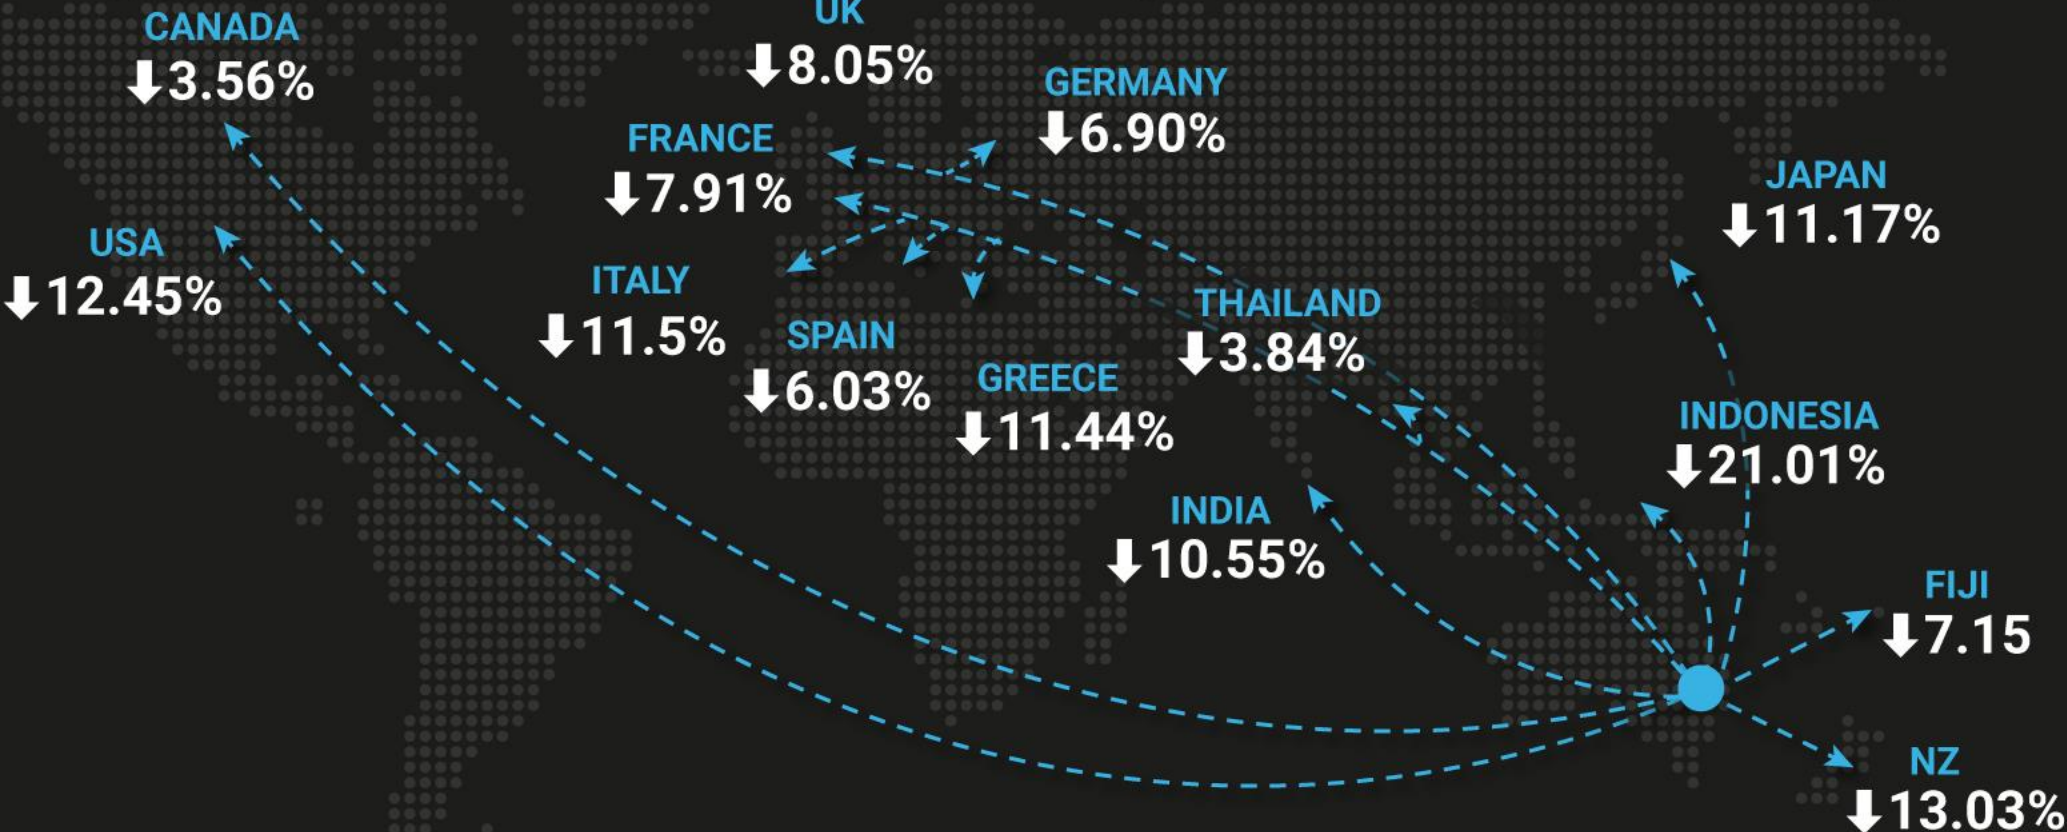 CANADA
⬇3.56%
UK
⬇8.05%
GERMANY
⬇6.90%
FRANCE
⬇7.91%
JAPAN
⬇11.17%
USA
⬇12.45%
ITALY
⬇11.5%
THAILAND
⬇3.84%
SPAIN
⬇6.03%
GREECE
⬇11.44%
INDONESIA
⬇21.01%
INDIA
⬇10.55%
FIJI
⬇7.15
NZ
⬇13.03%